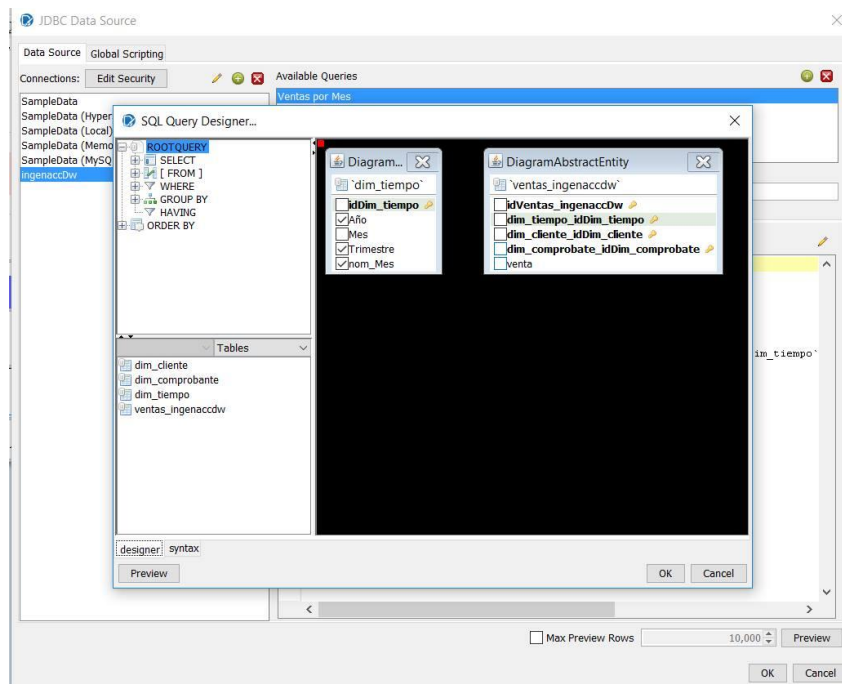 JDBC Data Source
Data Source Global Scripting
Connections: Edit Security
Available Queries
SampleData
SampleData (Hyper
SampleData (Local)
SampleData (Memo
SampleData (MySQ
ingenaccDw
Ventas por Mes
SQL Query Designer...
ROOTQUERY
SELECT
[ FROM ]
WHERE
GROUP BY
HAVING
ORDER BY
Diagram...
`dim_tiempo`
idDim_tiempo
Año
Mes
Trimestre
nom_Mes
DiagramAbstractEntity
`ventas_ingenaccdw`
idVentas_ingenaccDw
dim_tiempo_idDim_tiempo
dim_cliente_idDim_cliente
dim_comprobate_idDim_comprobate
venta
Tables
dim_cliente
dim_comprobante
dim_tiempo
ventas_ingenaccdw
im_tiempo`
designer syntax
Preview OK Cancel
Max Preview Rows 10,000 Preview
OK Cancel